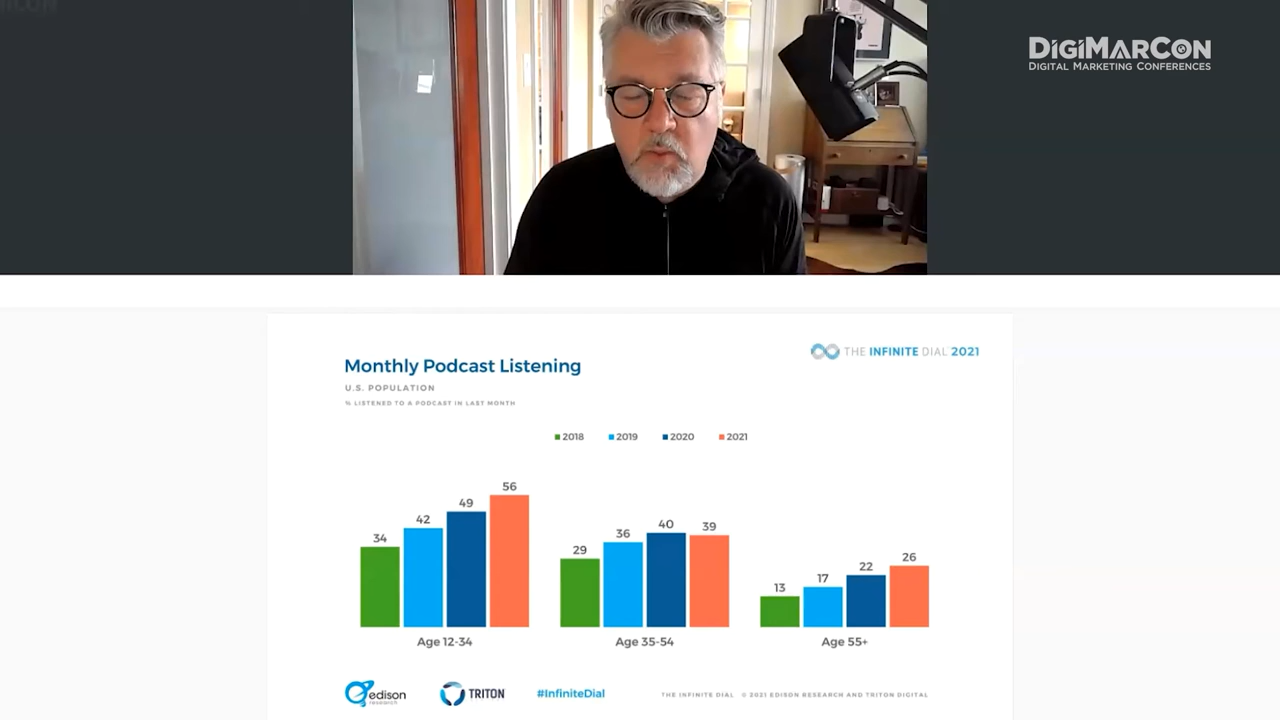 DIGIMARCON
DIGITAL MARKETING CONFERENCES
THE INFINITE DIAL 2021
Monthly Podcast Listening
U.S. POPULATION
% LISTENED TO A PODCAST IN LAST MONTH
2018 2019 2020 2021
34 42 49 56
29 36 40 39
13 17 22 26
Age 12-34 Age 35-54 Age 55+
edison
research
TRITON
#InfiniteDial
THE INFINITE DIAL © 2021 EDISON RESEARCH AND TRITON DIGITAL